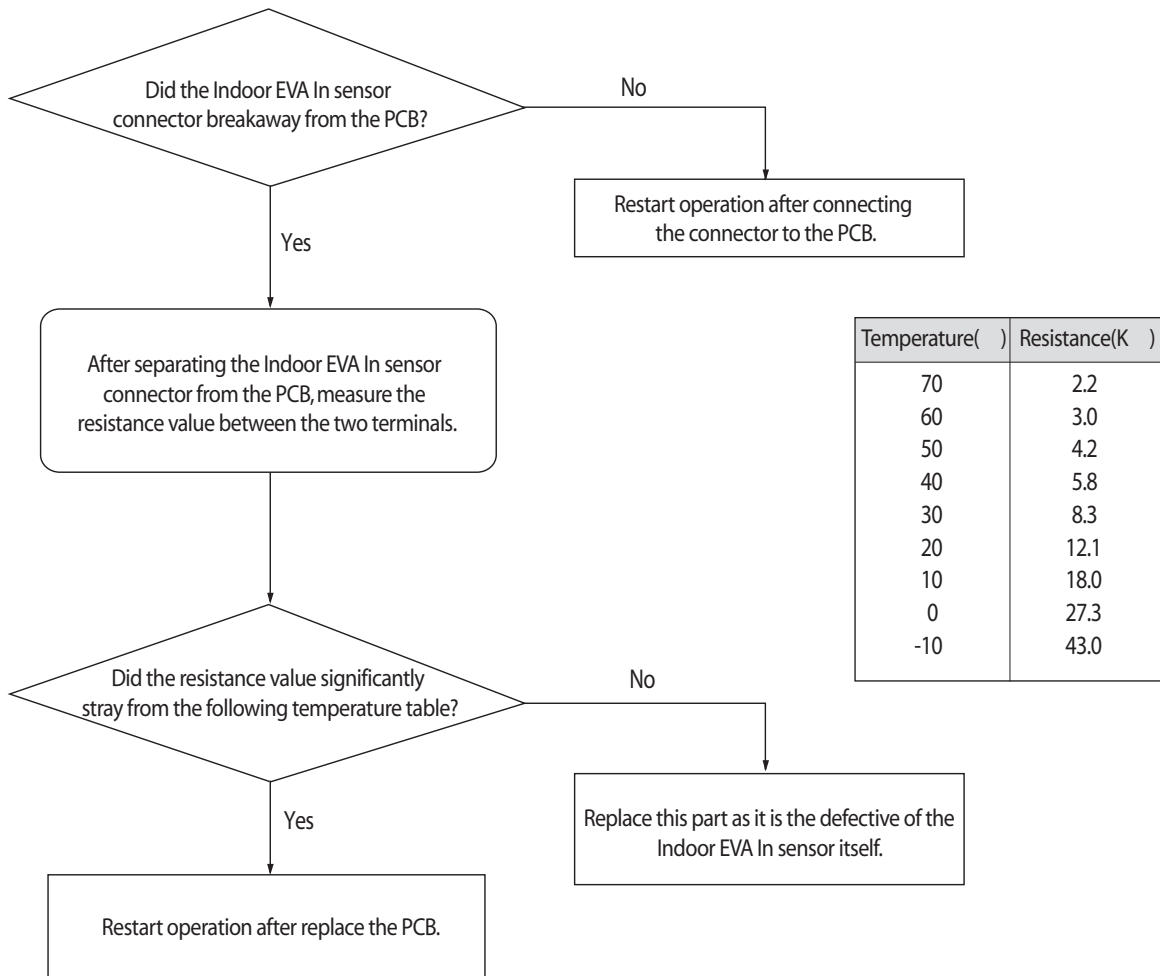 Did the Indoor EVA In sensor
connector breakaway from the PCB?
No
Restart operation after connecting
the connector to the PCB.
Yes
After separating the Indoor EVA In sensor
connector from the PCB, measure the
resistance value between the two terminals.
Temperature( ) Resistance(K )
70 2.2
60 3.0
50 4.2
40 5.8
30 8.3
20 12.1
10 18.0
0 27.3
-10 43.0
Did the resistance value significantly
stray from the following temperature table?
No
Replace this part as it is the defective of the
Indoor EVA In sensor itself.
Yes
Restart operation after replace the PCB.